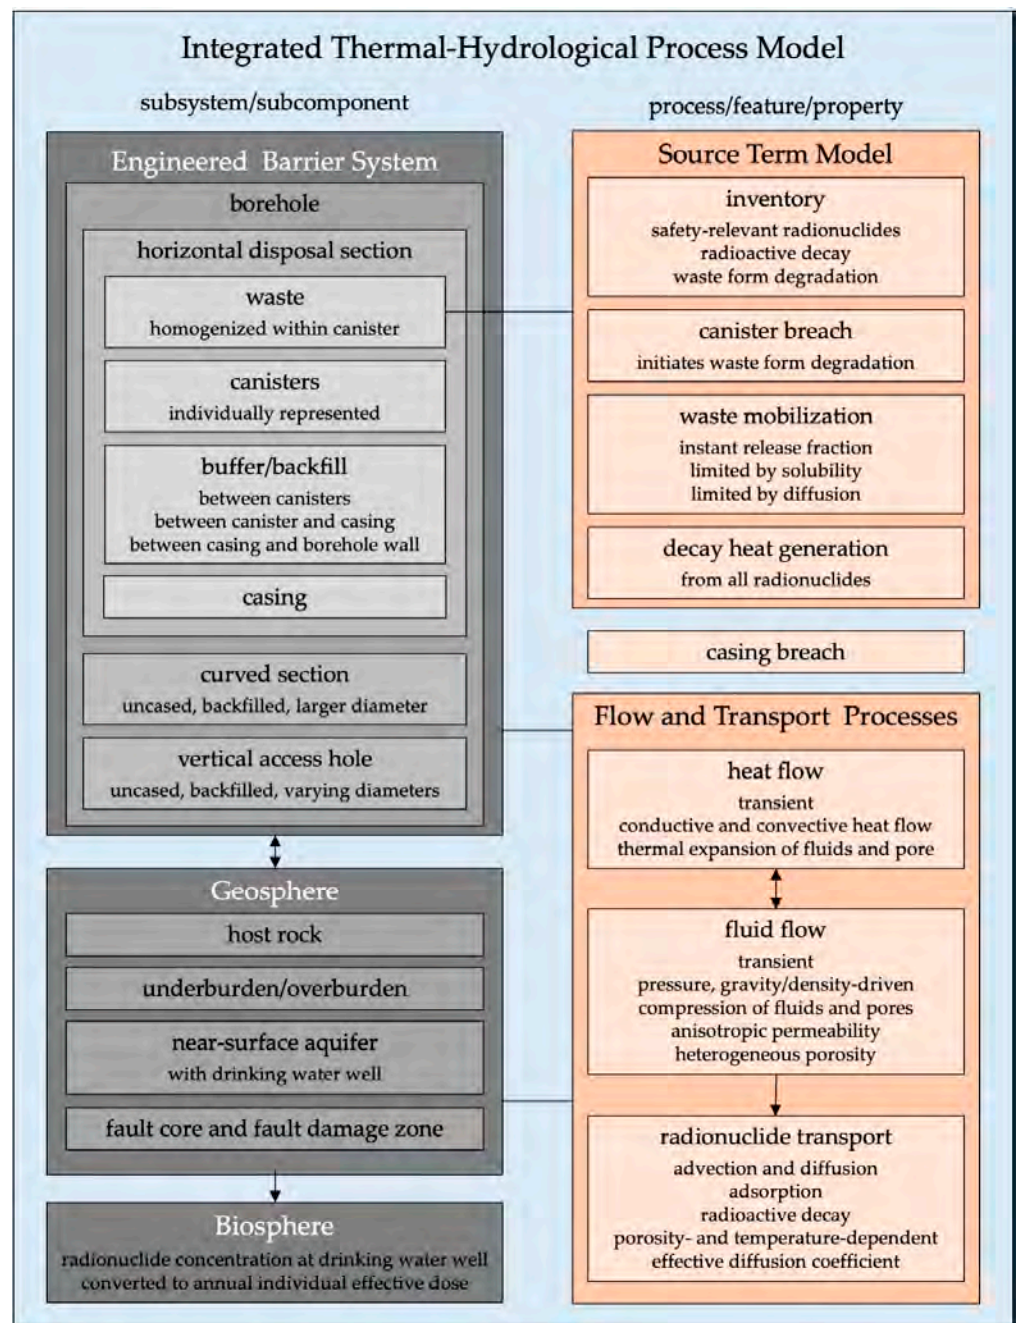 Integrated Thermal-Hydrological Process Model
subsystem/subcomponent
Engineered Barrier System
borehole
horizontal disposal section
waste
homogenized within canister
canisters
individually represented
buffer/backfill
between canisters
between canister and casing
between casing and borehole wall
casing
curved section
uncased, backfilled, larger diameter
vertical access hole
uncased, backfilled, varying diameters
Geosphere
host rock
underburden/overburden
near-surface aquifer
with drinking water well
fault core and fault damage zone
Biosphere
radionuclide concentration at drinking water well
converted to annual individual effective dose
process/feature/property
Source Term Model
inventory
safety-relevant radionuclides
radioactive decay
waste form degradation
canister breach
initiates waste form degradation
waste mobilization
instant release fraction
limited by solubility
limited by diffusion
decay heat generation
from all radionuclides
casing breach
Flow and Transport Processes
heat flow
transient
conductive and convective heat flow
thermal expansion of fluids and pore
fluid flow
transient
pressure, gravity/density-driven
compression of fluids and pores
anisotropic permeability
heterogeneous porosity
radionuclide transport
advection and diffusion
adsorption
radioactive decay
porosity- and temperature-dependent
effective diffusion coefficient